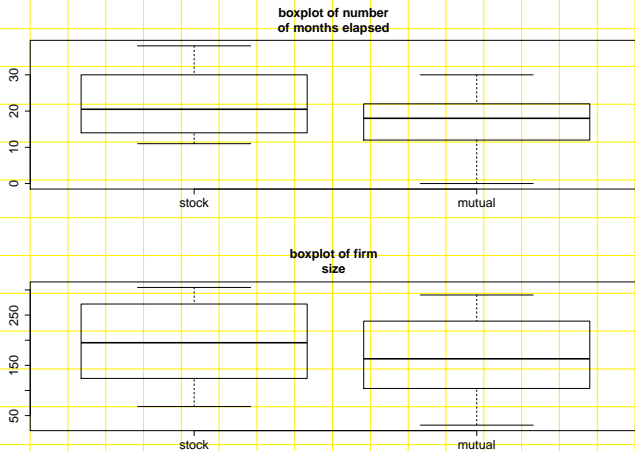 boxplot of number
of months elapsed
30
20
10
0
stock mutual
boxplot of firm
size
250
150
50
stock mutual